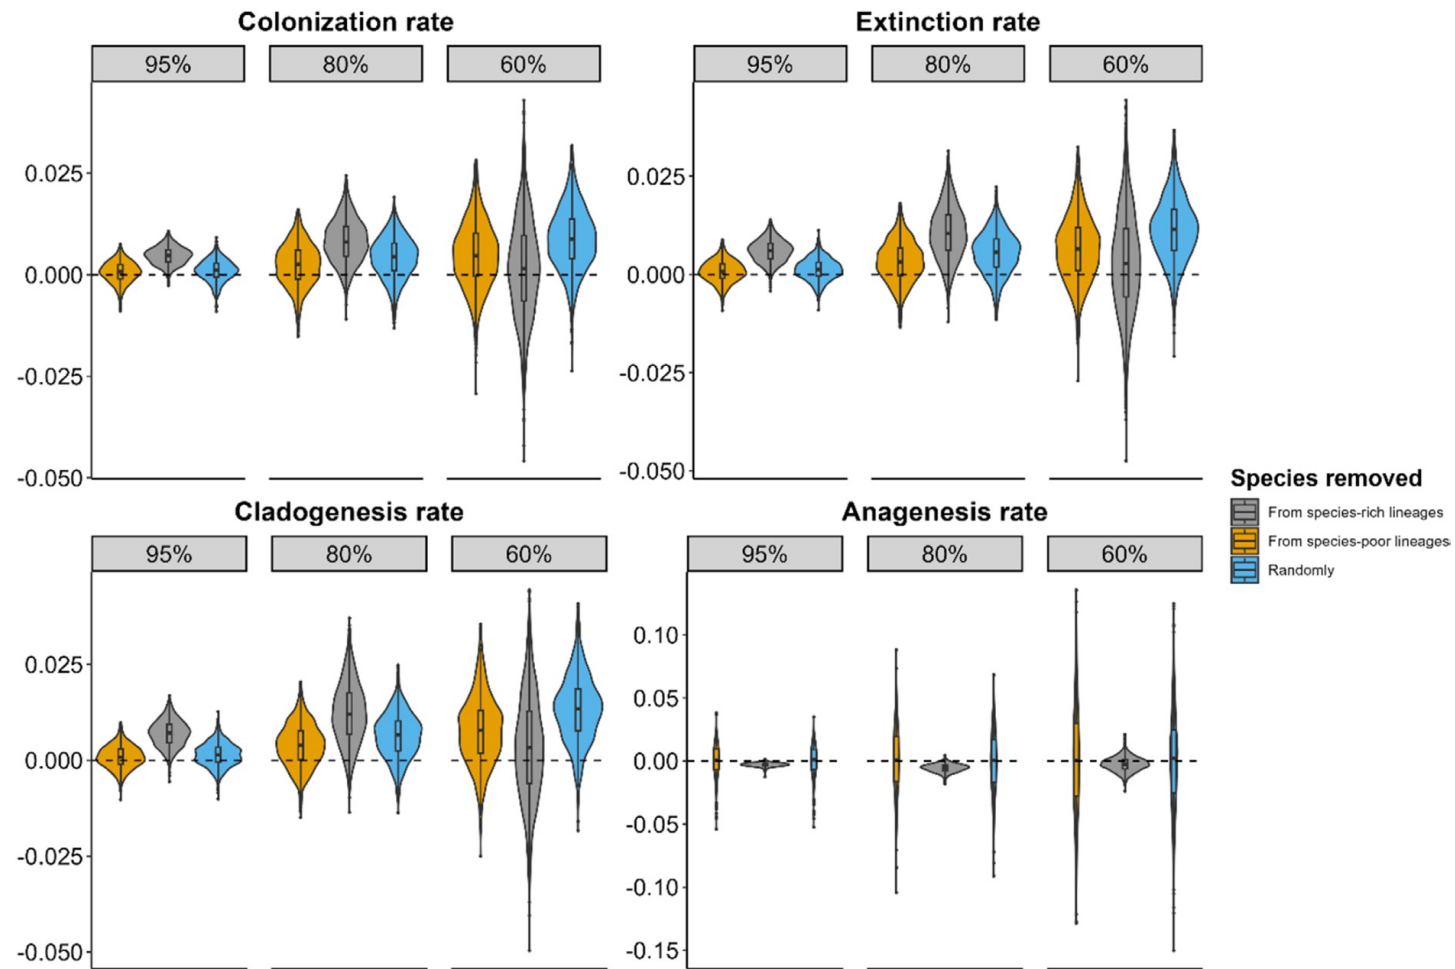 Colonization rate
95% 80% 60%
0.025
0.000
-0.025
-0.050
Extinction rate
95% 80% 60%
0.025
0.000
-0.025
-0.050
Cladogenesis rate
95% 80% 60%
0.025
0.000
-0.025
-0.050
Anagenesis rate
95% 80% 60%
0.10
0.05
0.00
-0.05
-0.10
-0.15
Species removed
From species-rich lineages
From species-poor lineages
Randomly